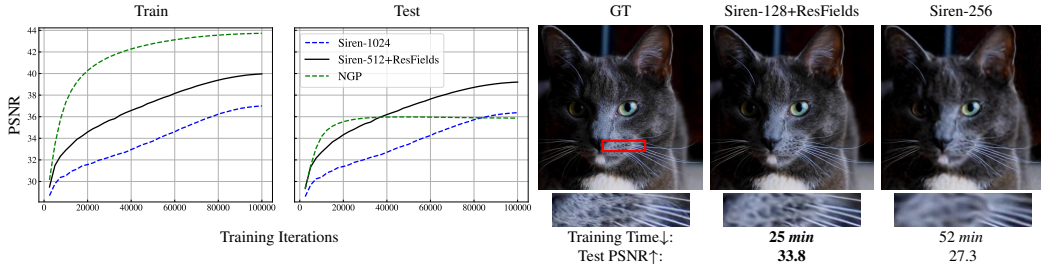 Train
PSNR
44
42
40
38
36
34
32
30
0 20000 40000 60000 80000 100000
Test
Siren-1024
Siren-512+ResFields
NGP
0 20000 40000 60000 80000 100000
Training Iterations
GT Siren-128+ResFields Siren-256
Training Time↓: 25 min 52 min
Test PSNR↑: 33.8 27.3